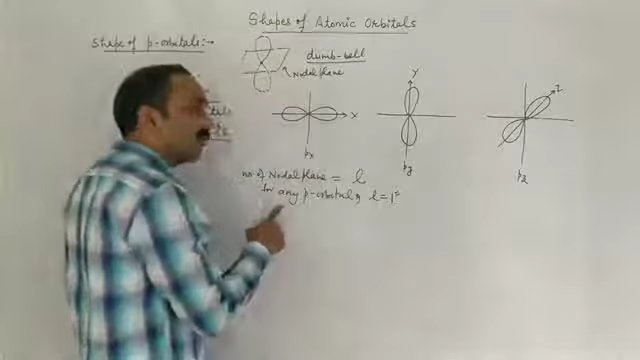 Shapes of Atomic Orbitals
Shape of p-orbitals:→
dumb-bell
Nodal plane
X
Y
Z
px
py
pz
no. of Nodal plane = l
for any p-orbital, l = 1